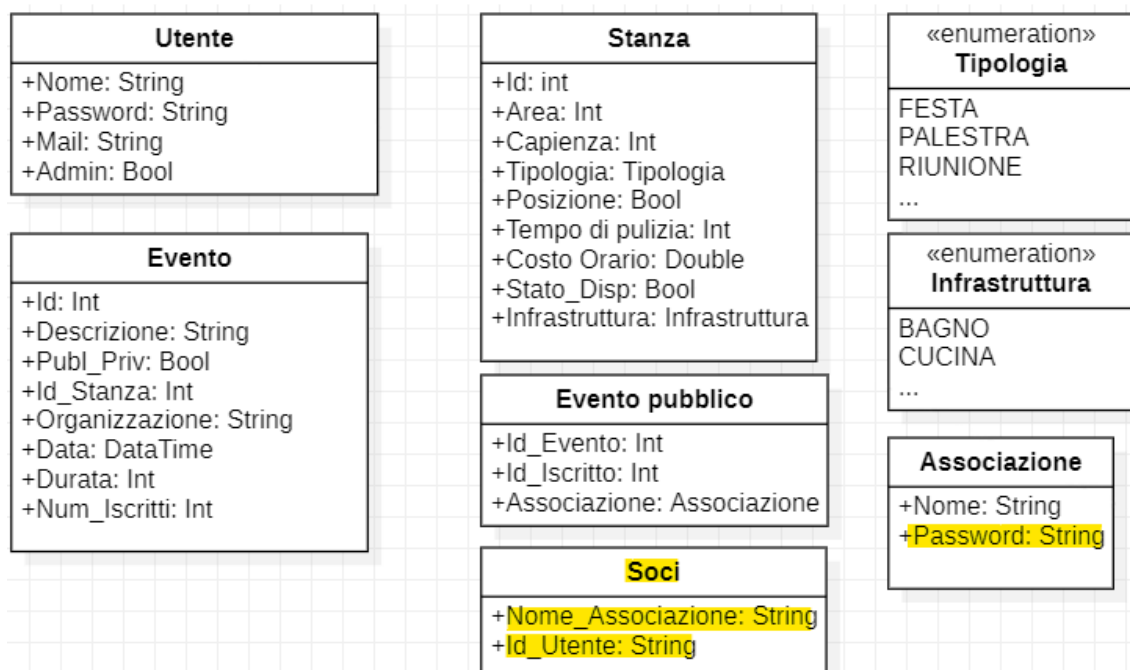 Utente
+Nome: String
+Password: String
+Mail: String
+Admin: Bool
Evento
+Id: Int
+Descrizione: String
+Publ_Priv: Bool
+Id_Stanza: Int
+Organizzazione: String
+Data: DataTime
+Durata: Int
+Num_Iscritti: Int
Stanza
+Id: int
+Area: Int
+Capienza: Int
+Tipologia: Tipologia
+Posizione: Bool
+Tempo di pulizia: Int
+Costo Orario: Double
+Stato_Disp: Bool
+Infrastruttura: Infrastruttura
Evento pubblico
+Id_Evento: Int
+Id_Iscritto: Int
+Associazione: Associazione
Soci
+Nome_Associazione: String
+Id_Utente: String
«enumeration»
Tipologia
FESTA
PALESTRA
RIUNIONE
...
«enumeration»
Infrastruttura
BAGNO
CUCINA
...
Associazione
+Nome: String
+Password: String